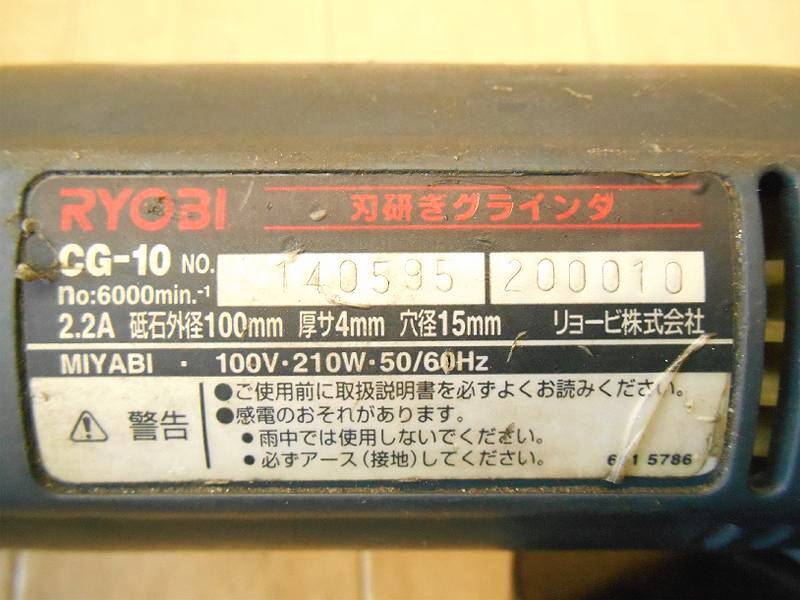 RYOBI 刃研ぎグラインダ
CG-10 NO. 140595 200010
no:6000min.-1
2.2A 砥石外径100mm 厚サ4mm 穴径15mm リョービ株式会社
MIYABI ・ 100V・210W・50/60Hz
警告
●ご使用前に取扱説明書を必ずよくお読みください。
●感電のおそれがあります。
●雨中では使用しないでください。
●必ずアース（接地）してください。
5786